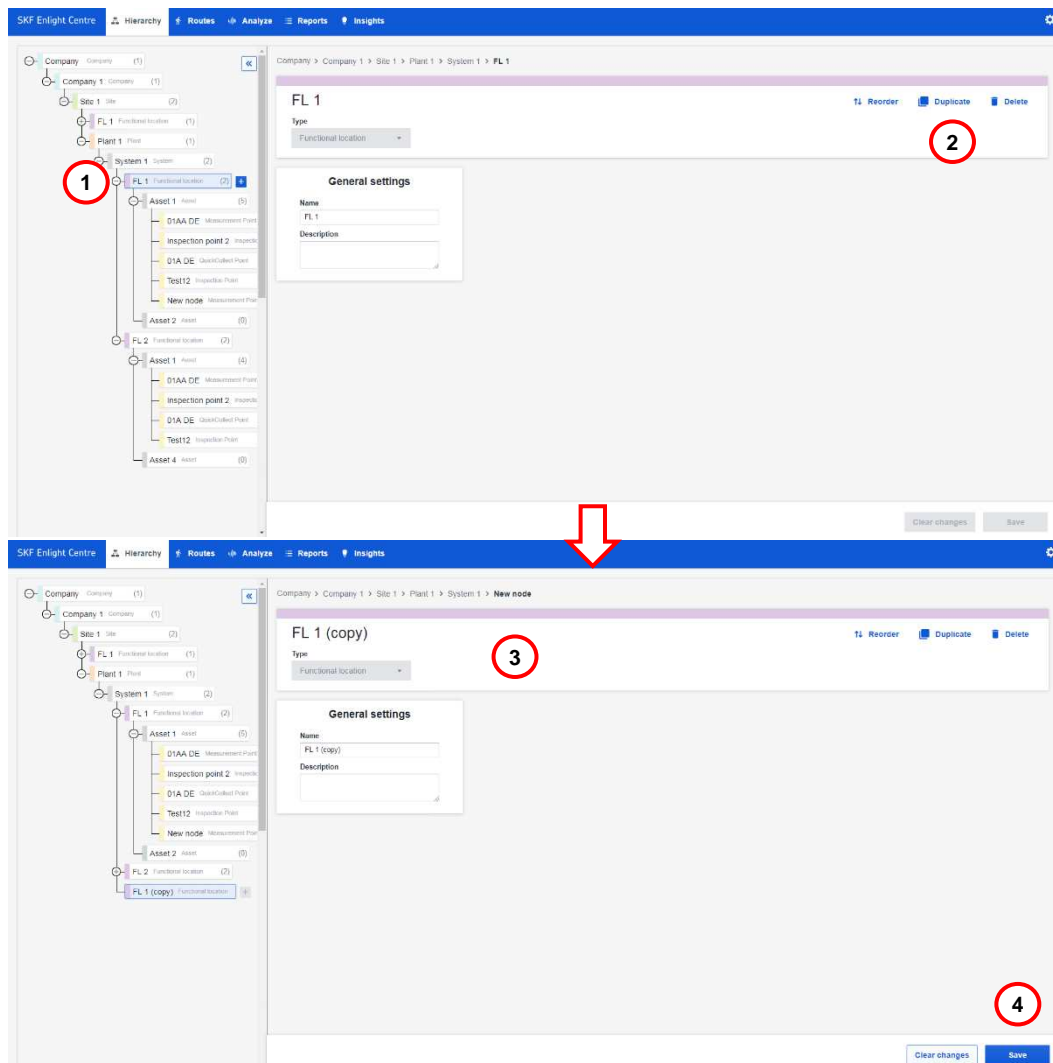 SKF Enlight Centre Hierarchy Routes Analyze Reports Insights
Company Company (1)
Company 1 Company (1)
Site 1 Site (2)
FL 1 Functional location (1)
Plant 1 Plant (1)
System 1 System (2)
1
FL 1 Functional location (2) +
Asset 1 Asset (5)
01AA DE Measurement Point
Inspection point 2 Inspectio
01A DE QuickCollect Point
Test12 Inspection Point
New node Measurement Poin
Asset 2 Asset (0)
FL 2 Functional location (2)
Asset 1 Asset (4)
01AA DE Measurement Point
Inspection point 2 Inspectio
01A DE QuickCollect Point
Test12 Inspection Point
Asset 4 Asset (0)
«
Company > Company 1 > Site 1 > Plant 1 > System 1 > FL 1
FL 1
Reorder Duplicate Delete
2
Type
Functional location
General settings
Name
FL 1
Description
Clear changes Save
SKF Enlight Centre Hierarchy Routes Analyze Reports Insights
Company Company (1)
Company 1 Company (1)
Site 1 Site (2)
FL 1 Functional location (1)
Plant 1 Plant (1)
System 1 System (2)
FL 1 Functional location (2)
Asset 1 Asset (5)
01AA DE Measurement Point
Inspection point 2 Inspectio
01A DE QuickCollect Point
Test12 Inspection Point
New node Measurement Poin
Asset 2 Asset (0)
FL 2 Functional location (2)
FL 1 (copy) Functional location +
«
Company > Company 1 > Site 1 > Plant 1 > System 1 > New node
FL 1 (copy)
Reorder Duplicate Delete
3
Type
Functional location
General settings
Name
FL 1 (copy)
Description
4
Clear changes Save